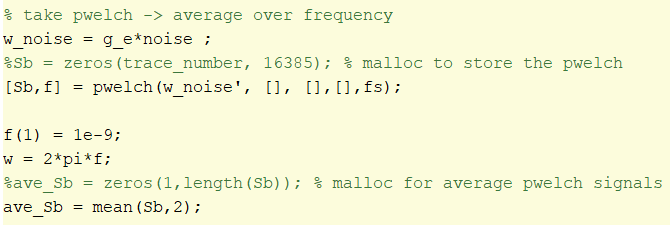 % take pwelch -> average over frequency
w_noise = g_e*noise ;
%Sb = zeros(trace_number, 16385); % malloc to store the pwelch
[Sb,f] = pwelch(w_noise', [], [],[],fs);
f(1) = 1e-9;
w = 2*pi*f;
%ave_Sb = zeros(1,length(Sb)); % malloc for average pwelch signals
ave_Sb = mean(Sb,2);